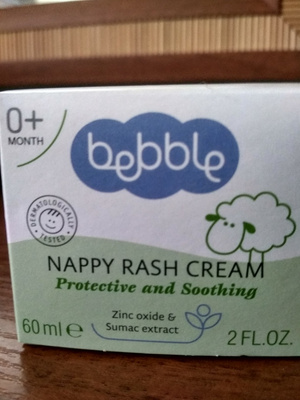 0+
MONTH
bebble
DERMATOLOGICALLY
TESTED
NAPPY RASH CREAM
Protective and Soothing
Zinc oxide &
Sumac extract
60 ml e
2 FL.OZ.